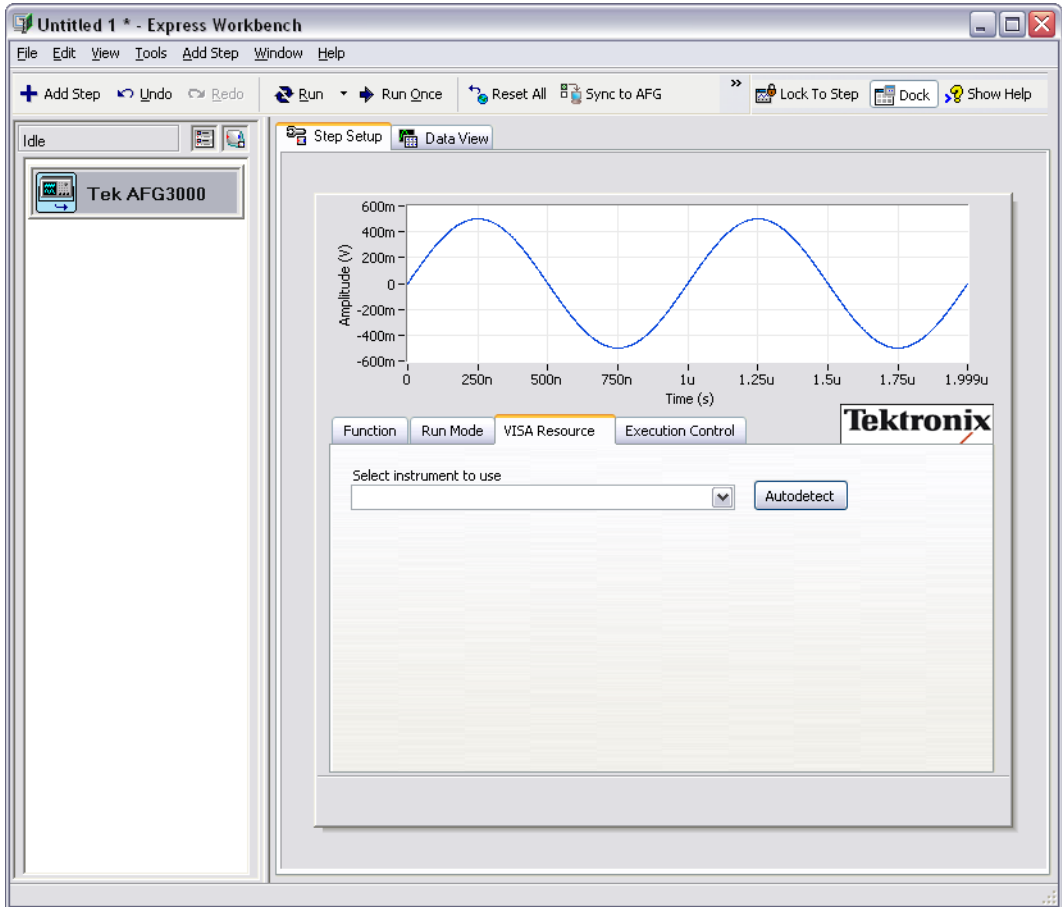 Untitled 1 * - Express Workbench
File Edit View Tools Add Step Window Help
Add Step Undo Redo Run Run Once Reset All Sync to AFG » Lock To Step Dock Show Help
Idle
Step Setup Data View
Tek AFG3000
600m
400m
200m
0
-200m
-400m
-600m
Amplitude (V)
0 250n 500n 750n 1u 1.25u 1.5u 1.75u 1.999u
Time (s)
Tektronix
Function Run Mode VISA Resource Execution Control
Select instrument to use
Autodetect